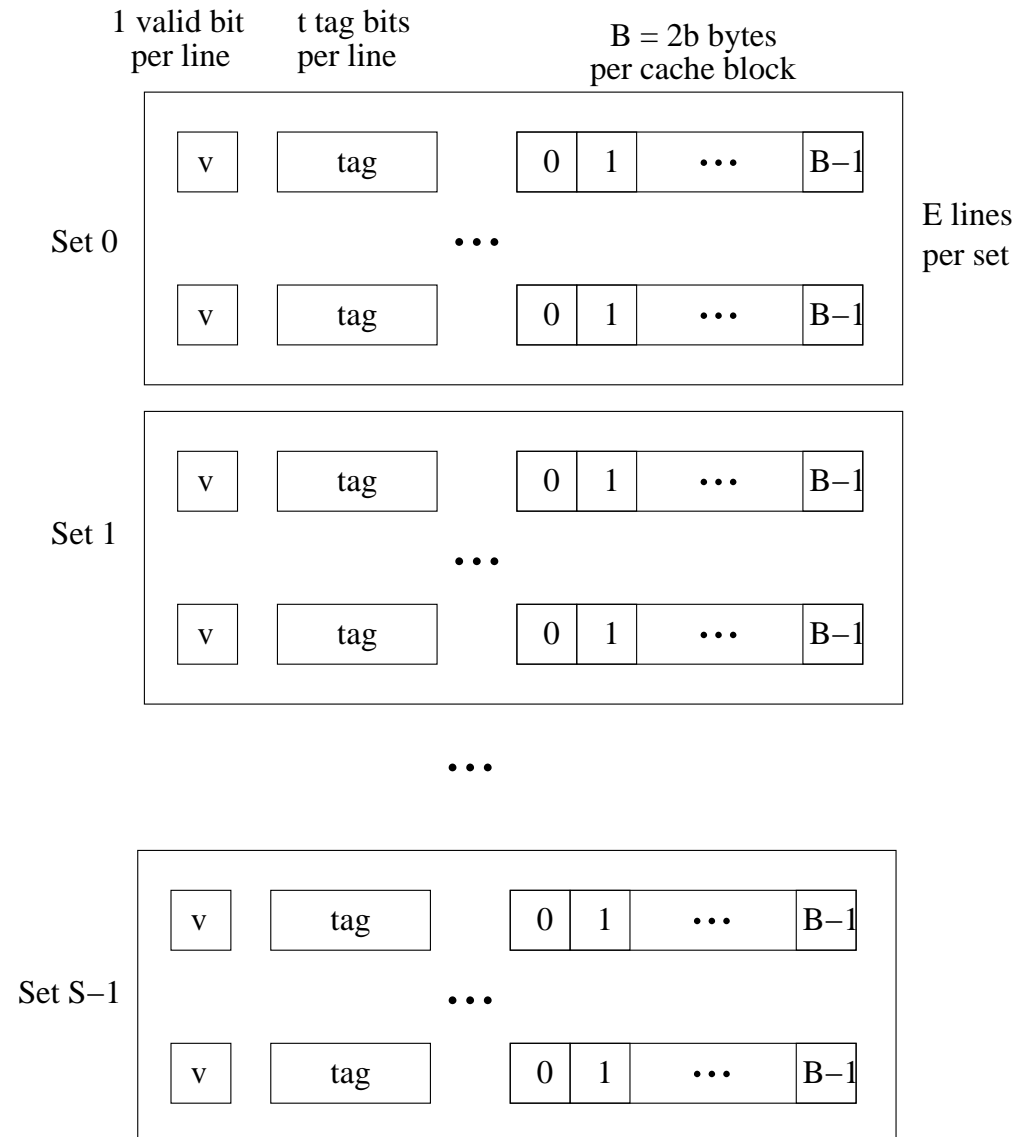 1 valid bit
per line
t tag bits
per line
B = 2b bytes
per cache block
v tag 0 1 ••• B−1
Set 0 •••
E lines
per set
v tag 0 1 ••• B−1
v tag 0 1 ••• B−1
Set 1 •••
v tag 0 1 ••• B−1
•••
v tag 0 1 ••• B−1
Set S−1 •••
v tag 0 1 ••• B−1